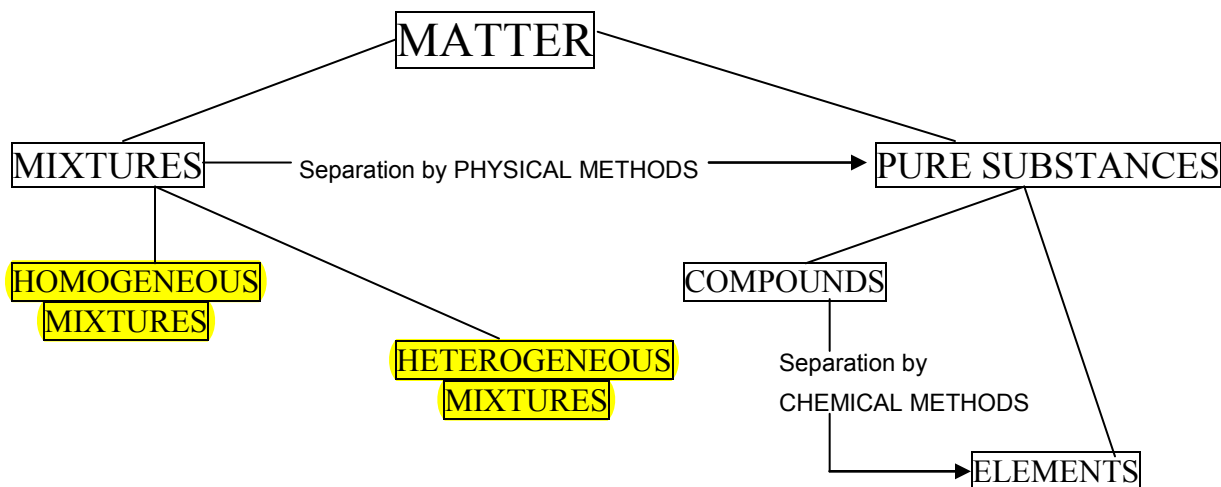 MATTER
MIXTURES
Separation by PHYSICAL METHODS
PURE SUBSTANCES
HOMOGENEOUS
MIXTURES
HETEROGENEOUS
MIXTURES
COMPOUNDS
Separation by
CHEMICAL METHODS
ELEMENTS